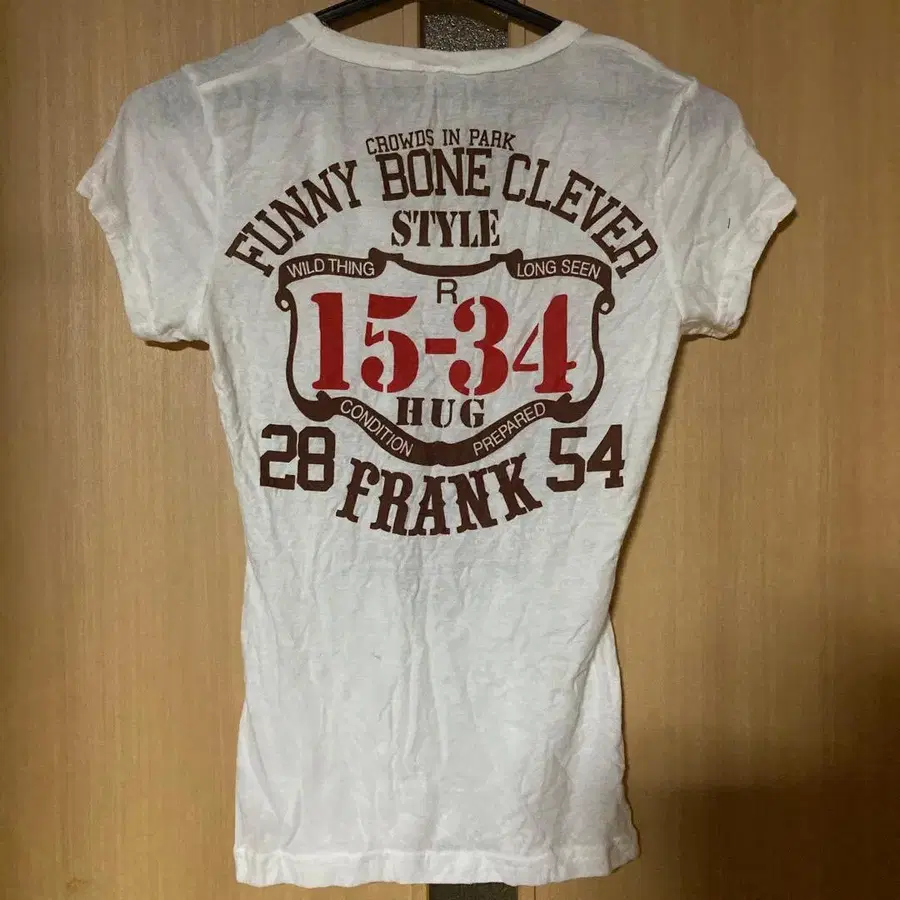 CROWDS IN PARK
FUNNY BONE CLEVER
STYLE
WILD THING
LONG SEEN
R
15-34
HUG
CONDITION
PREPARED
28
54
FRANK